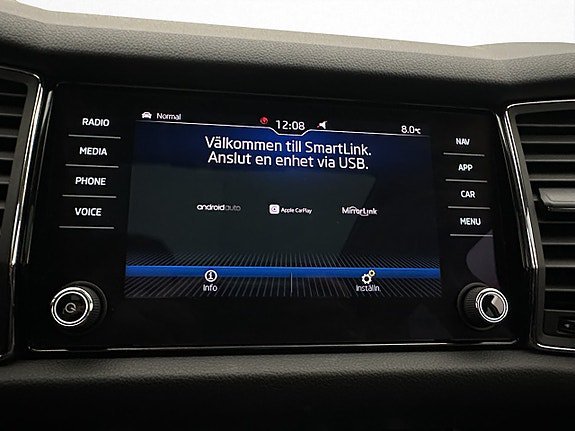 RADIO
MEDIA
PHONE
VOICE
Normal
12:08
8.0°C
Välkommen till SmartLink.
Anslut en enhet via USB.
androidauto
Apple CarPlay
MirrorLink
Info
Inställn.
NAV
APP
CAR
MENU